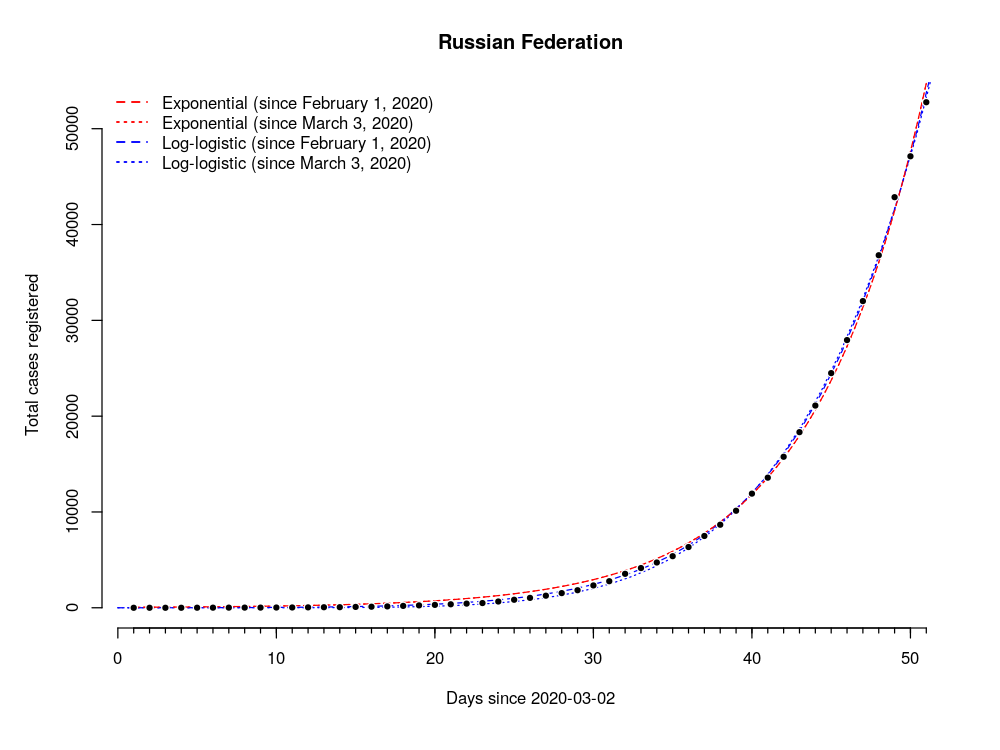 Russian Federation
Exponential (since February 1, 2020)
Exponential (since March 3, 2020)
Log-logistic (since February 1, 2020)
Log-logistic (since March 3, 2020)
Total cases registered
50000
40000
30000
20000
10000
0
0 10 20 30 40 50
Days since 2020-03-02